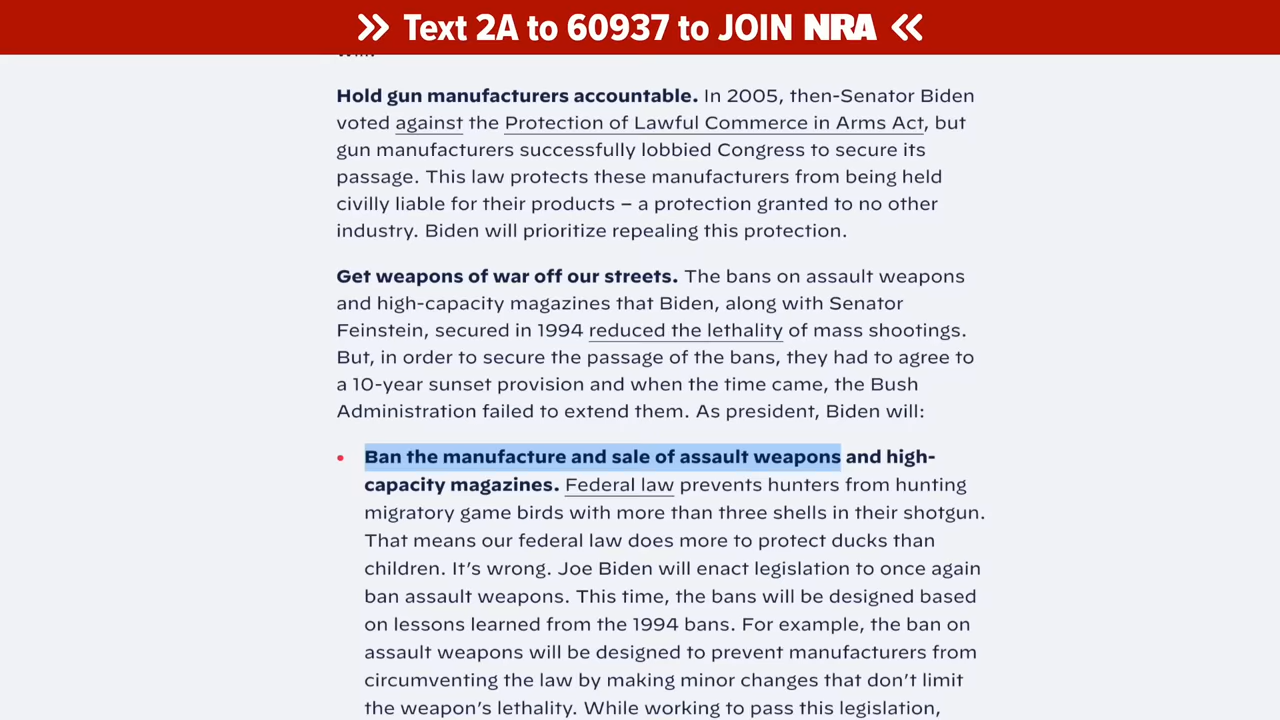 >> Text 2A to 60937 to JOIN NRA <<
Hold gun manufacturers accountable. In 2005, then-Senator Biden
voted against the Protection of Lawful Commerce in Arms Act, but
gun manufacturers successfully lobbied Congress to secure its
passage. This law protects these manufacturers from being held
civilly liable for their products – a protection granted to no other
industry. Biden will prioritize repealing this protection.
Get weapons of war off our streets. The bans on assault weapons
and high-capacity magazines that Biden, along with Senator
Feinstein, secured in 1994 reduced the lethality of mass shootings.
But, in order to secure the passage of the bans, they had to agree to
a 10-year sunset provision and when the time came, the Bush
Administration failed to extend them. As president, Biden will:
• Ban the manufacture and sale of assault weapons and high-
capacity magazines. Federal law prevents hunters from hunting
migratory game birds with more than three shells in their shotgun.
That means our federal law does more to protect ducks than
children. It’s wrong. Joe Biden will enact legislation to once again
ban assault weapons. This time, the bans will be designed based
on lessons learned from the 1994 bans. For example, the ban on
assault weapons will be designed to prevent manufacturers from
circumventing the law by making minor changes that don’t limit
the weapon’s lethality. While working to pass this legislation,